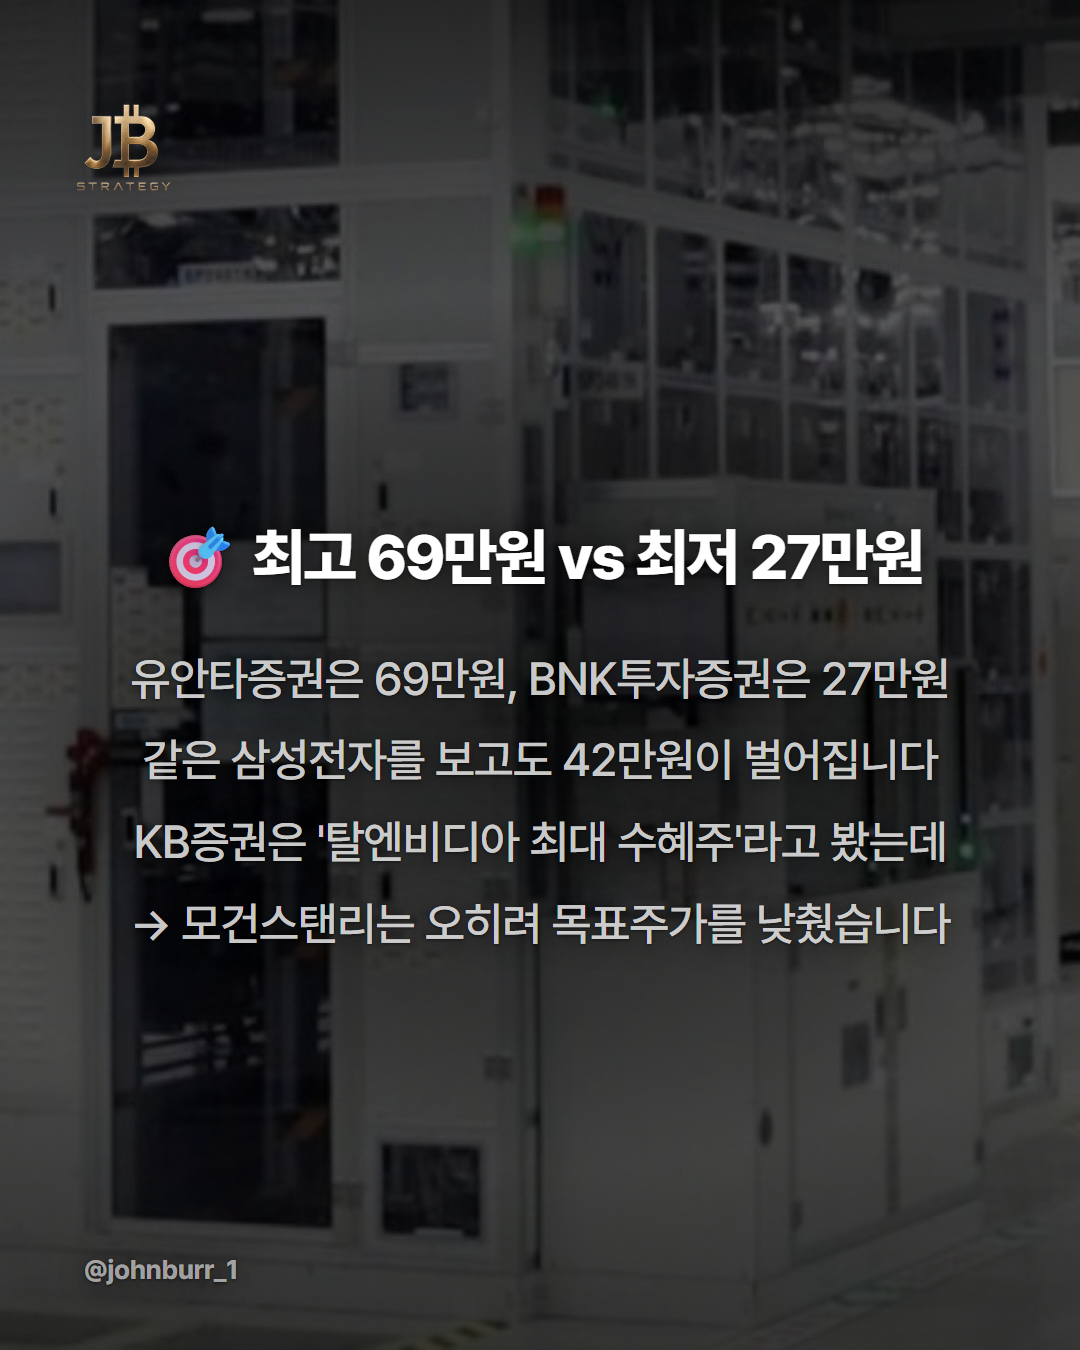 JB
STRATEGY
🎯 최고 69만원 vs 최저 27만원
유안타증권은 69만원, BNK투자증권은 27만원
같은 삼성전자를 보고도 42만원이 벌어집니다
KB증권은 '탈엔비디아 최대 수혜주'라고 봤는데
→ 모건스탠리는 오히려 목표주가를 낮췄습니다
@johnburr_1